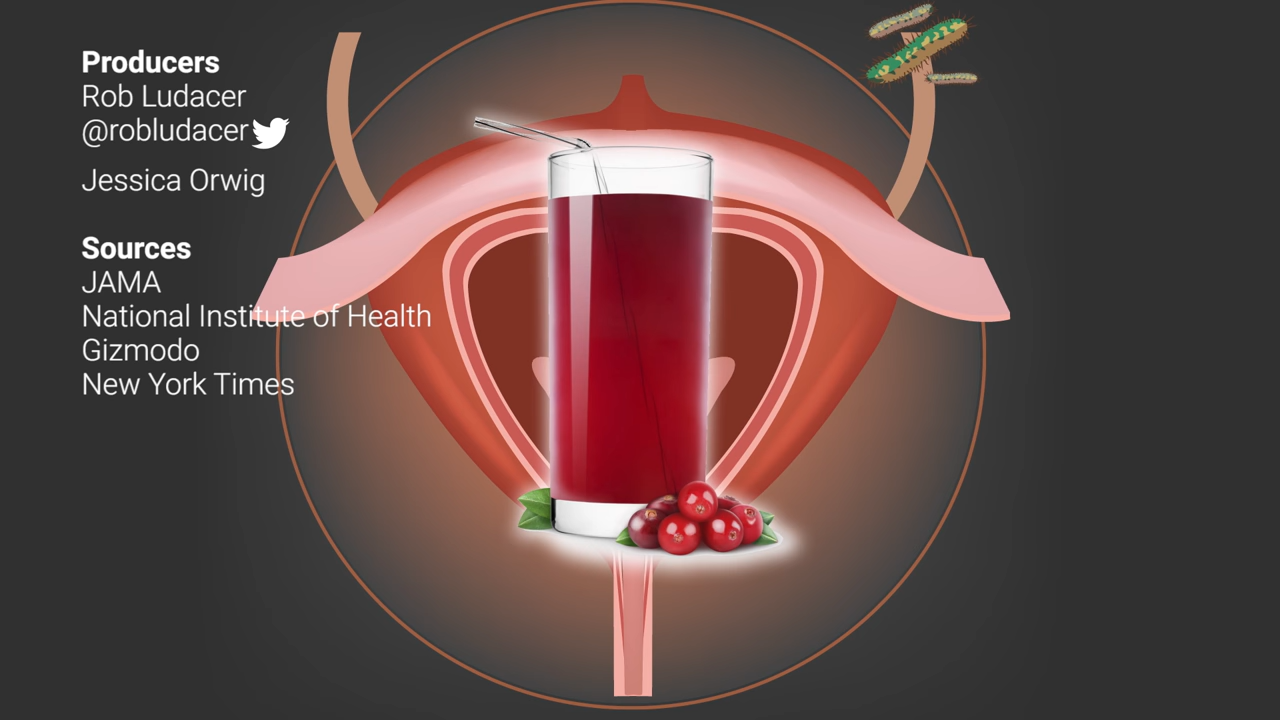 Producers
Rob Ludacer
@robludacer
Jessica Orwig
Sources
JAMA
National Institute of Health
Gizmodo
New York Times